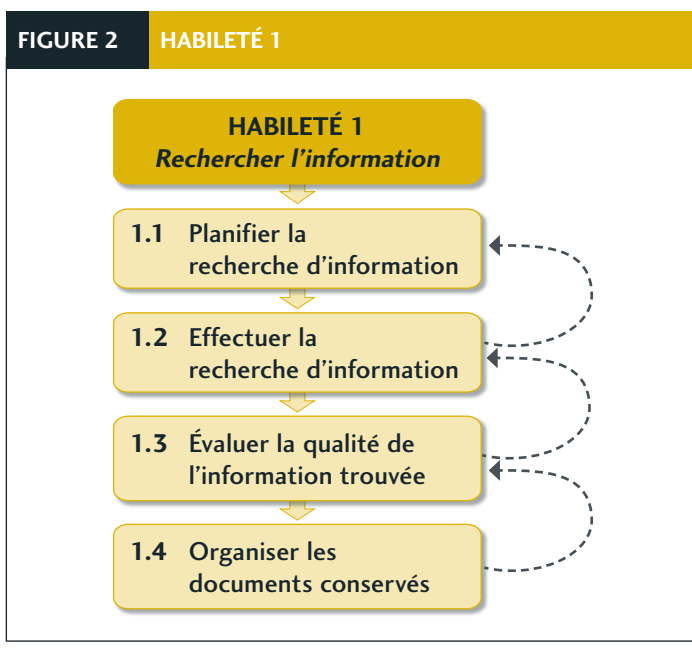 FIGURE 2
HABILETÉ 1
HABILETÉ 1
Rechercher l’information
1.1 Planifier la
recherche d’information
1.2 Effectuer la
recherche d’information
1.3 Évaluer la qualité de
l’information trouvée
1.4 Organiser les
documents conservés